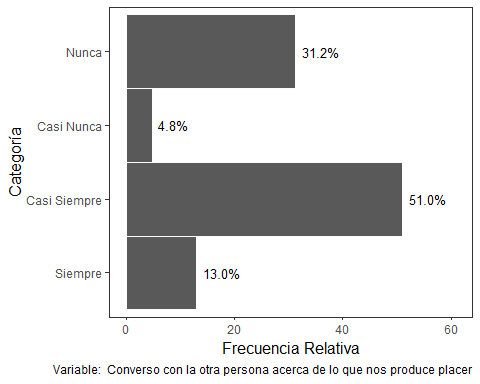 Categoría
Nunca
31.2%
Casi Nunca
4.8%
Casi Siempre
51.0%
Siempre
13.0%
0 20 40 60
Frecuencia Relativa
Variable: Converso con la otra persona acerca de lo que nos produce placer